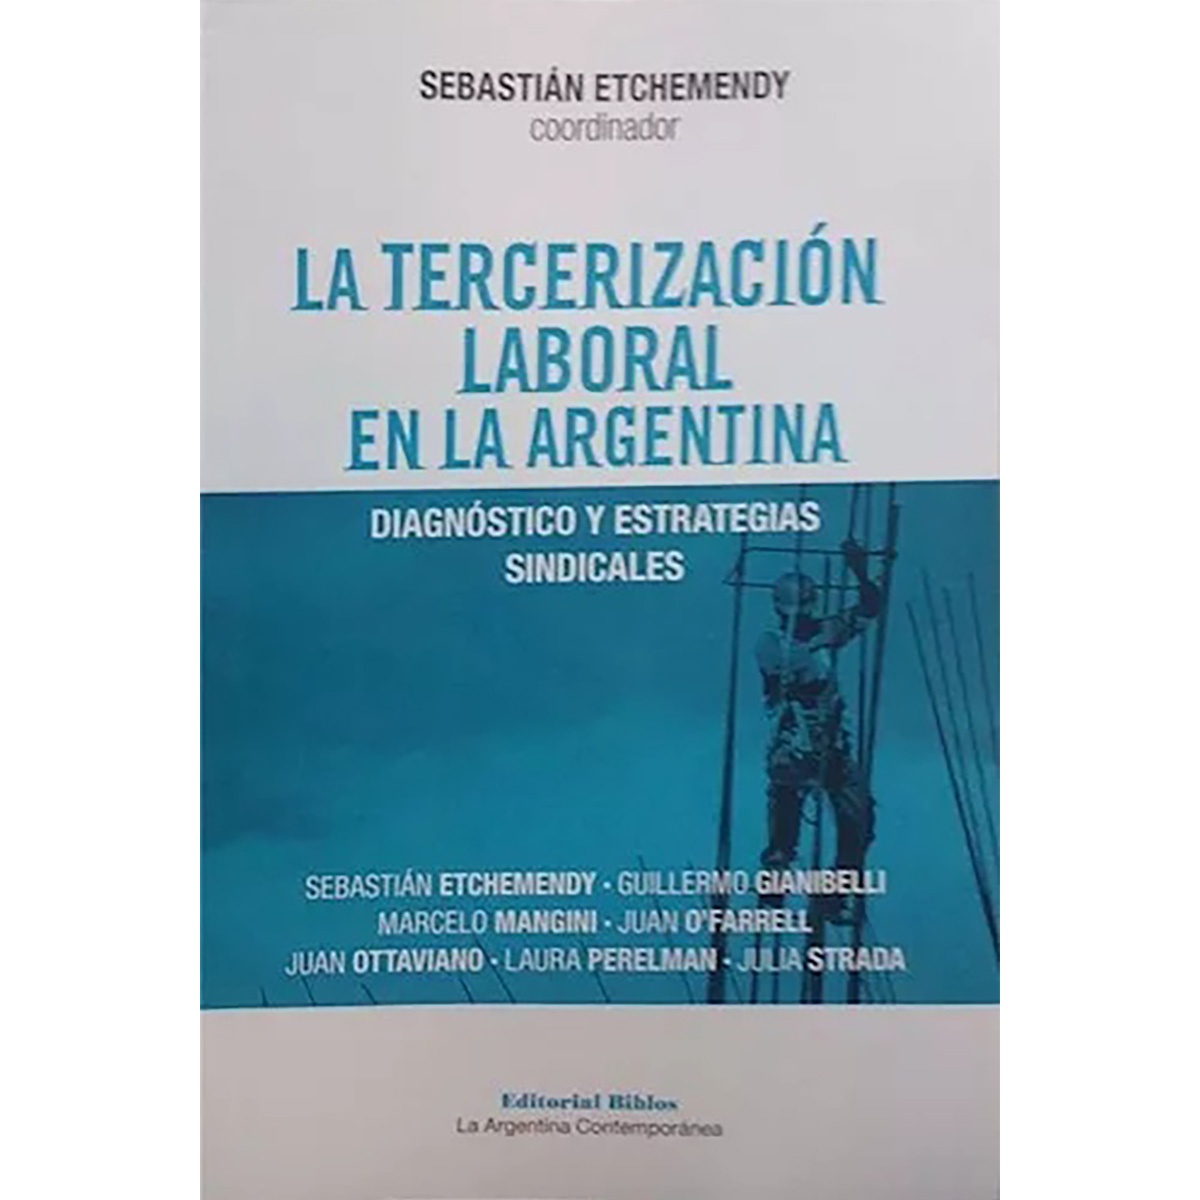 SEBASTIÁN ETCHEMENDY
coordinador
LA TERCERIZACIÓN
LABORAL
EN LA ARGENTINA
DIAGNÓSTICO Y ESTRATEGIAS
SINDICALES
SEBASTIÁN ETCHEMENDY · GUILLERMO GIANIBELLI
MARCELO MANGINI · JUAN O'FARRELL
JUAN OTTAVIANO · LAURA PERELMAN · JULIA STRADA
Editorial Biblos
La Argentina Contemporánea